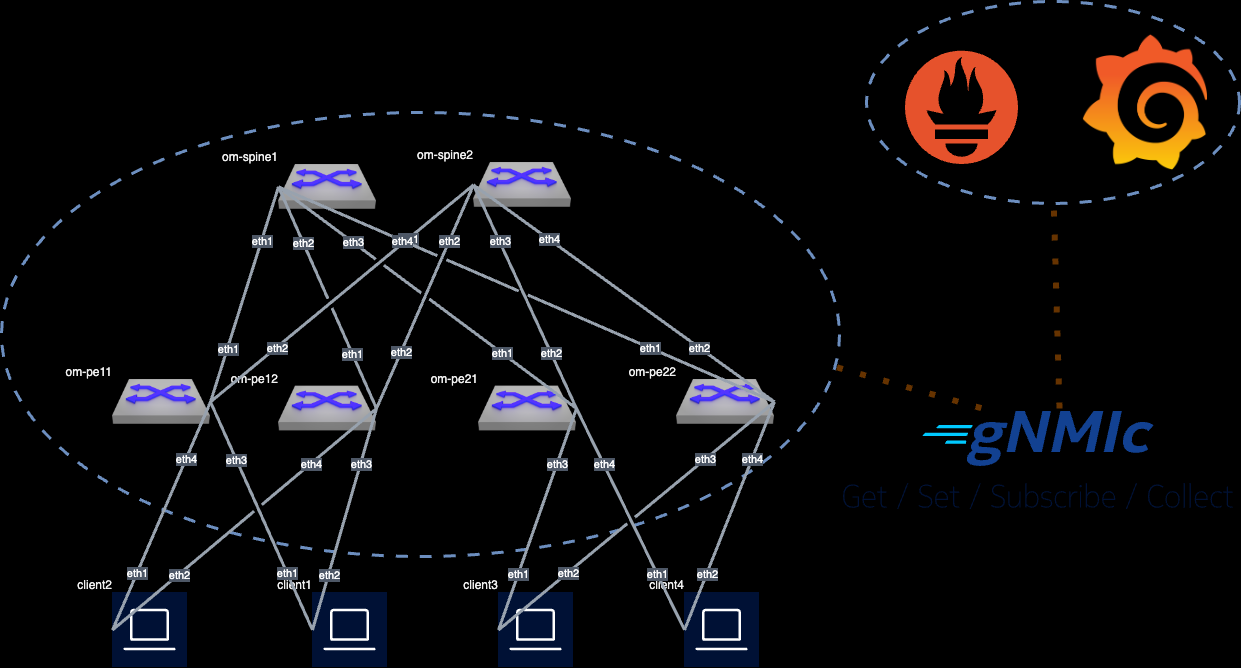 om-spine1
om-spine2
eth1
eth2
eth3
eth4
eth2
eth3
eth4
eth1
eth2
eth1
eth2
eth1
eth2
eth1
eth2
om-pe11
om-pe12
om-pe21
om-pe22
gNMIc
Get / Set / Subscribe / Collect
eth4
eth3
eth4
eth3
eth3
eth4
eth3
eth4
eth1
eth2
eth1
eth2
eth1
eth2
eth1
eth2
client2
client1
client3
client4